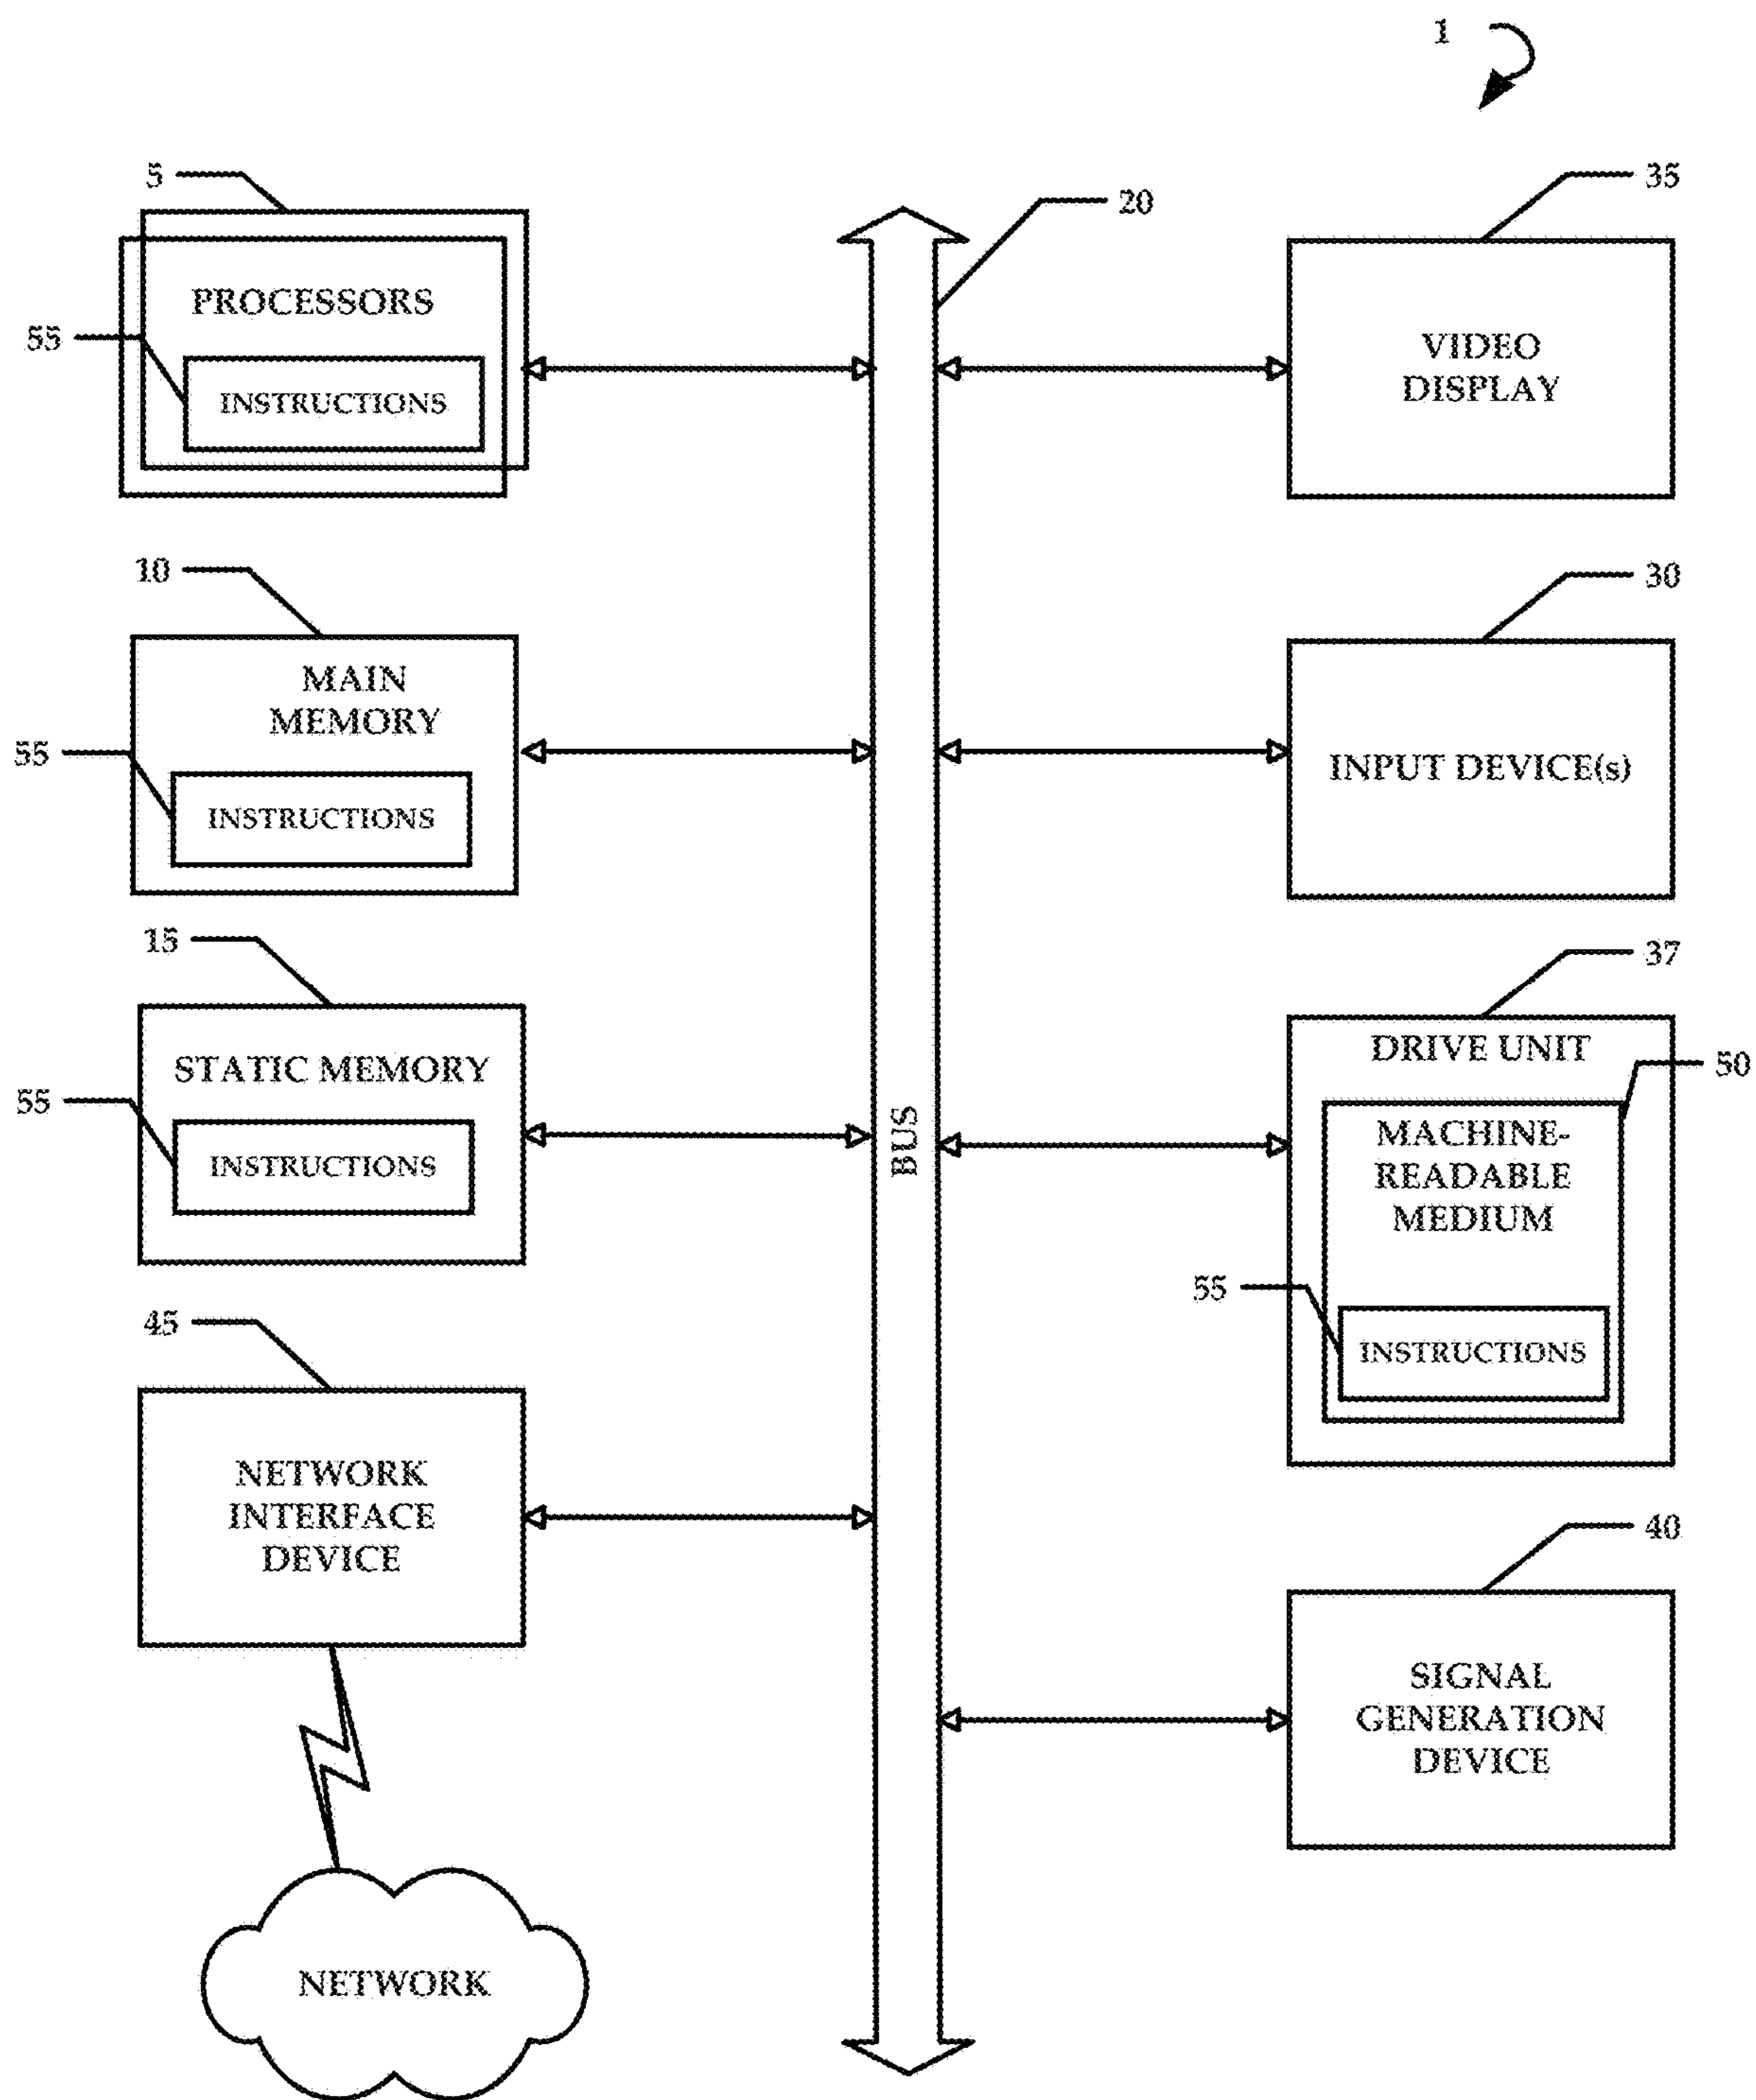 1
5
PROCESSORS
55
INSTRUCTIONS
10
MAIN
MEMORY
55
INSTRUCTIONS
15
STATIC MEMORY
55
INSTRUCTIONS
45
NETWORK
INTERFACE
DEVICE
NETWORK
20
BUS
35
VIDEO
DISPLAY
30
INPUT DEVICE(s)
37
DRIVE UNIT
50
MACHINE-
READABLE
MEDIUM
55
INSTRUCTIONS
40
SIGNAL
GENERATION
DEVICE